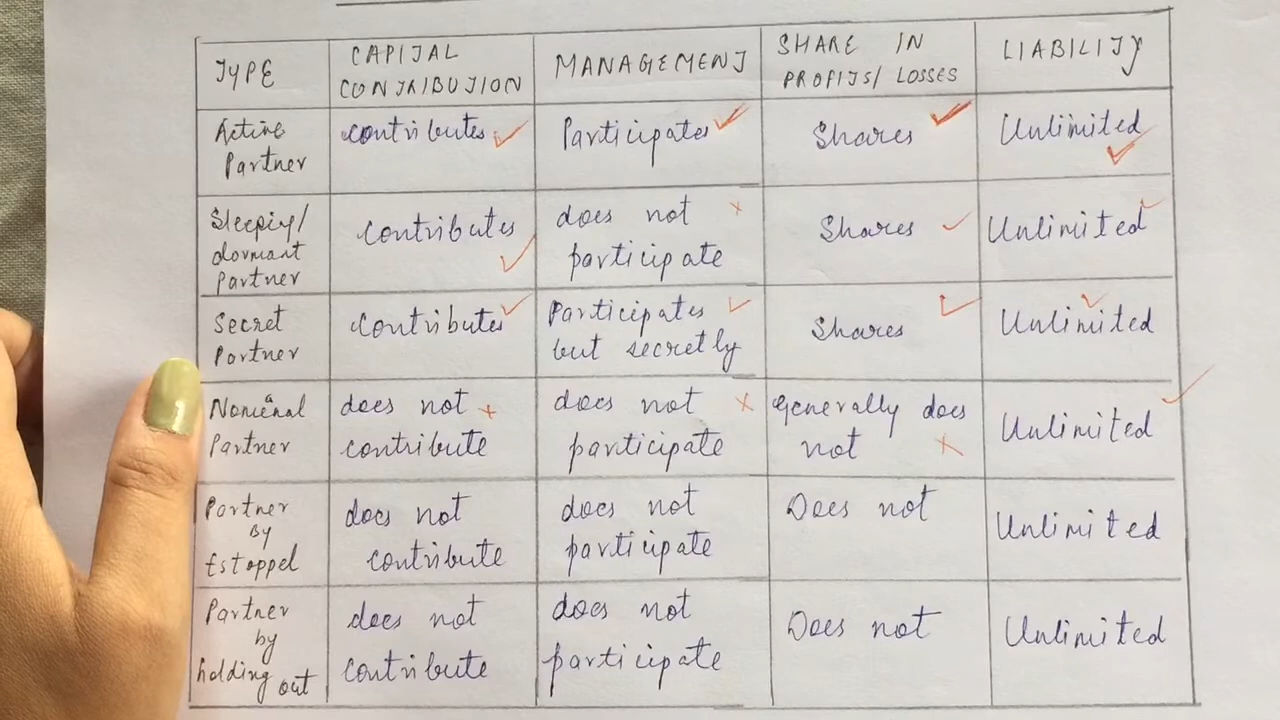 TYPE
CAPITAL
CONTRIBUTION
MANAGEMENT
SHARE IN
PROFITS/ LOSSES
LIABILITY
Active
Partner
Contributes
Participates
Shares
Unlimited
Sleeping/
dormant
Partner
Contributes
does not
participate
Shares
Unlimited
Secret
Partner
Contributes
Participates
but secretly
Shares
Unlimited
Nominal
Partner
does not
contribute
does not
participate
Generally does
not
Unlimited
Partner
By
Estoppel
does not
contribute
does not
participate
Does not
Unlimited
Partner
by
holding out
does not
contribute
does not
participate
Does not
Unlimited